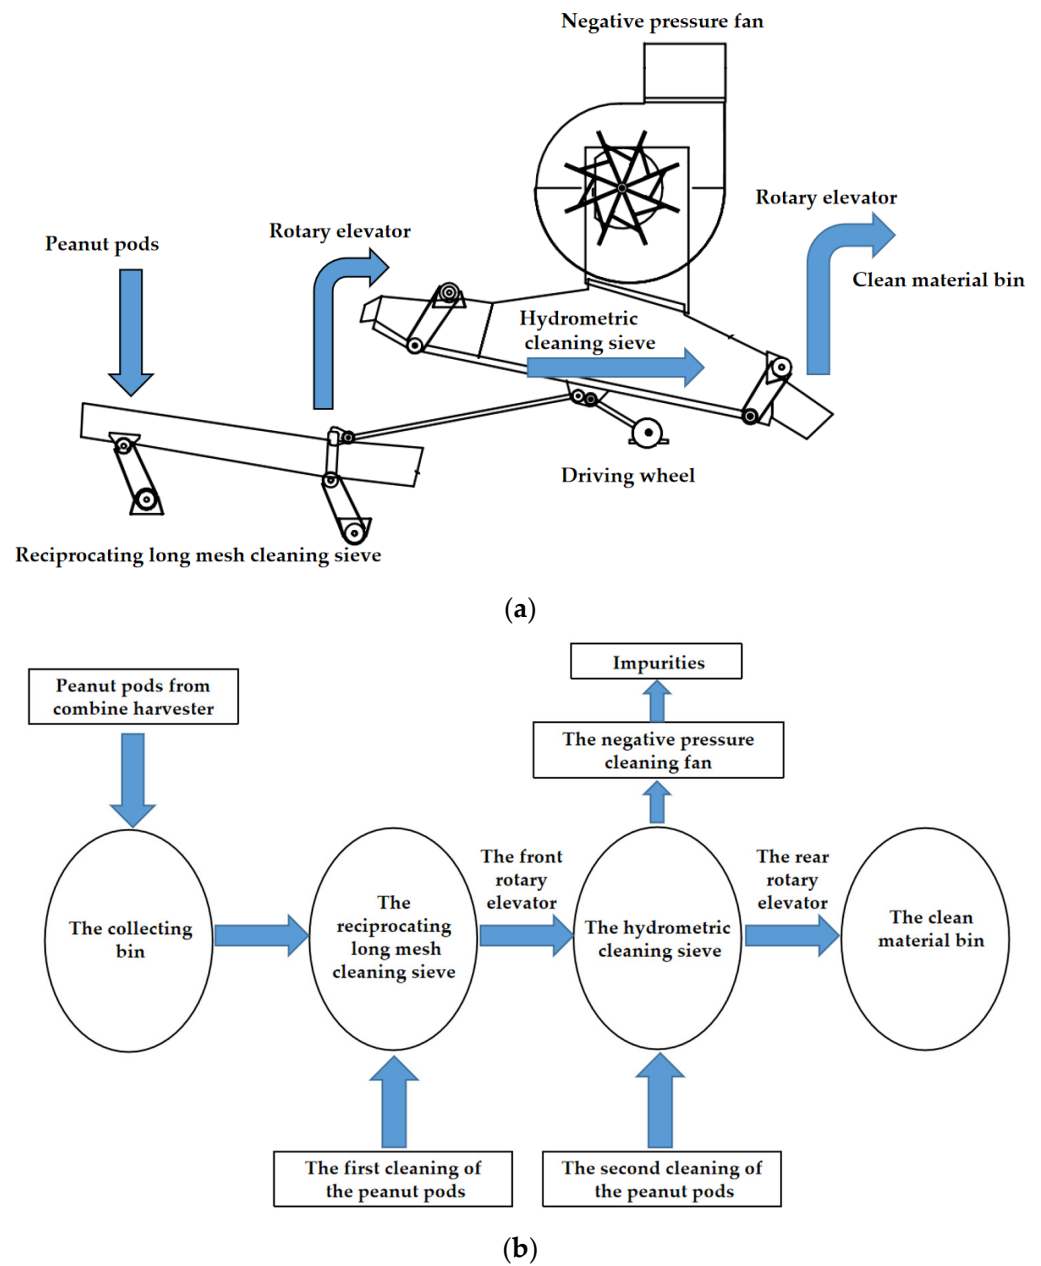 Negative pressure fan
Rotary elevator
Rotary elevator
Peanut pods
Clean material bin
Hydrometric
cleaning sieve
Driving wheel
Reciprocating long mesh cleaning sieve
(a)
Impurities
Peanut pods from
combine harvester
The negative pressure
cleaning fan
The front
rotary
elevator
The rear
rotary
elevator
The collecting
bin
The
reciprocating
long mesh
cleaning sieve
The hydrometric
cleaning sieve
The clean
material bin
The first cleaning of
the peanut pods
The second cleaning of
the peanut pods
(b)